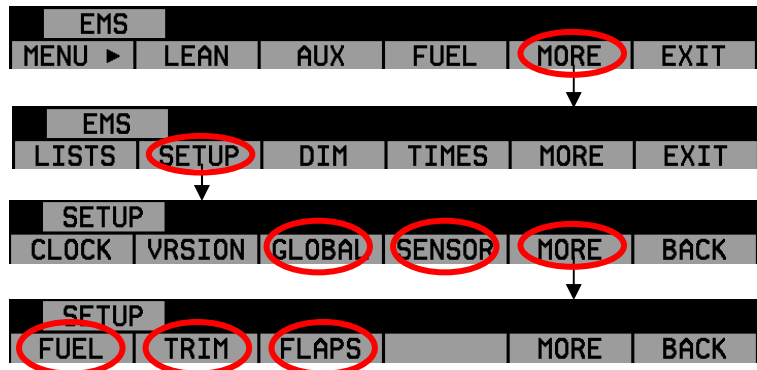 EMS
MENU ► LEAN AUX FUEL MORE EXIT
EMS
LISTS SETUP DIM TIMES MORE EXIT
SETUP
CLOCK VRSION GLOBAL SENSOR MORE BACK
SETUP
FUEL TRIM FLAPS MORE BACK